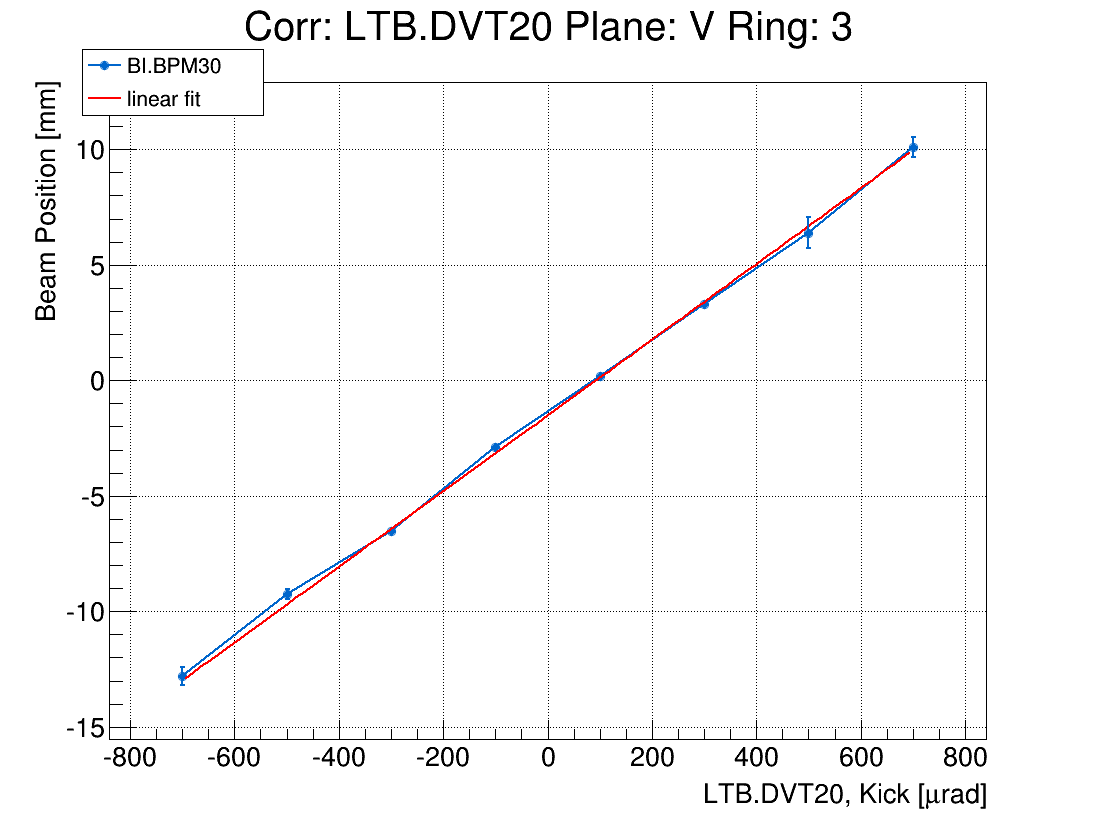 Corr: LTB.DVT20 Plane: V Ring: 3
BI.BPM30
linear fit
Beam Position [mm]
10
5
0
-5
-10
-15
-800 -600 -400 -200 0 200 400 600 800
LTB.DVT20, Kick [μrad]